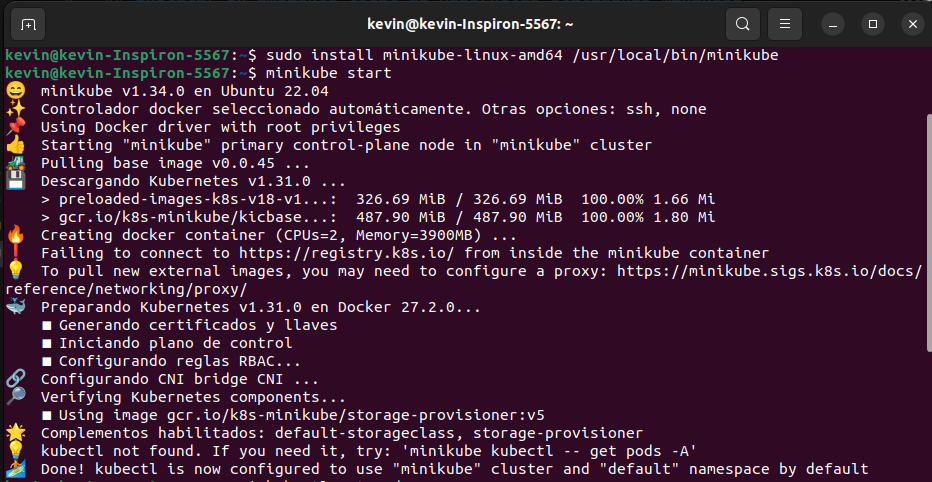 kevin@kevin-Inspiron-5567: ~
kevin@kevin-Inspiron-5567:~$ sudo install minikube-linux-amd64 /usr/local/bin/minikube
kevin@kevin-Inspiron-5567:~$ minikube start
😄 minikube v1.34.0 en Ubuntu 22.04
✨ Controlador docker seleccionado automáticamente. Otras opciones: ssh, none
📌 Using Docker driver with root privileges
👍 Starting "minikube" primary control-plane node in "minikube" cluster
🚜 Pulling base image v0.0.45 ...
💾 Descargando Kubernetes v1.31.0 ...
> preloaded-images-k8s-v18-v1...: 326.69 MiB / 326.69 MiB 100.00% 1.66 Mi
> gcr.io/k8s-minikube/kicbase...: 487.90 MiB / 487.90 MiB 100.00% 1.80 Mi
🔥 Creating docker container (CPUs=2, Memory=3900MB) ...
❗ Failing to connect to https://registry.k8s.io/ from inside the minikube container
💡 To pull new external images, you may need to configure a proxy: https://minikube.sigs.k8s.io/docs/
reference/networking/proxy/
🐳 Preparando Kubernetes v1.31.0 en Docker 27.2.0...
▪ Generando certificados y llaves
▪ Iniciando plano de control
▪ Configurando reglas RBAC...
🔗 Configurando CNI bridge CNI ...
🔎 Verifying Kubernetes components...
▪ Using image gcr.io/k8s-minikube/storage-provisioner:v5
🌟 Complementos habilitados: default-storageclass, storage-provisioner
💡 kubectl not found. If you need it, try: 'minikube kubectl -- get pods -A'
🏄 Done! kubectl is now configured to use "minikube" cluster and "default" namespace by default